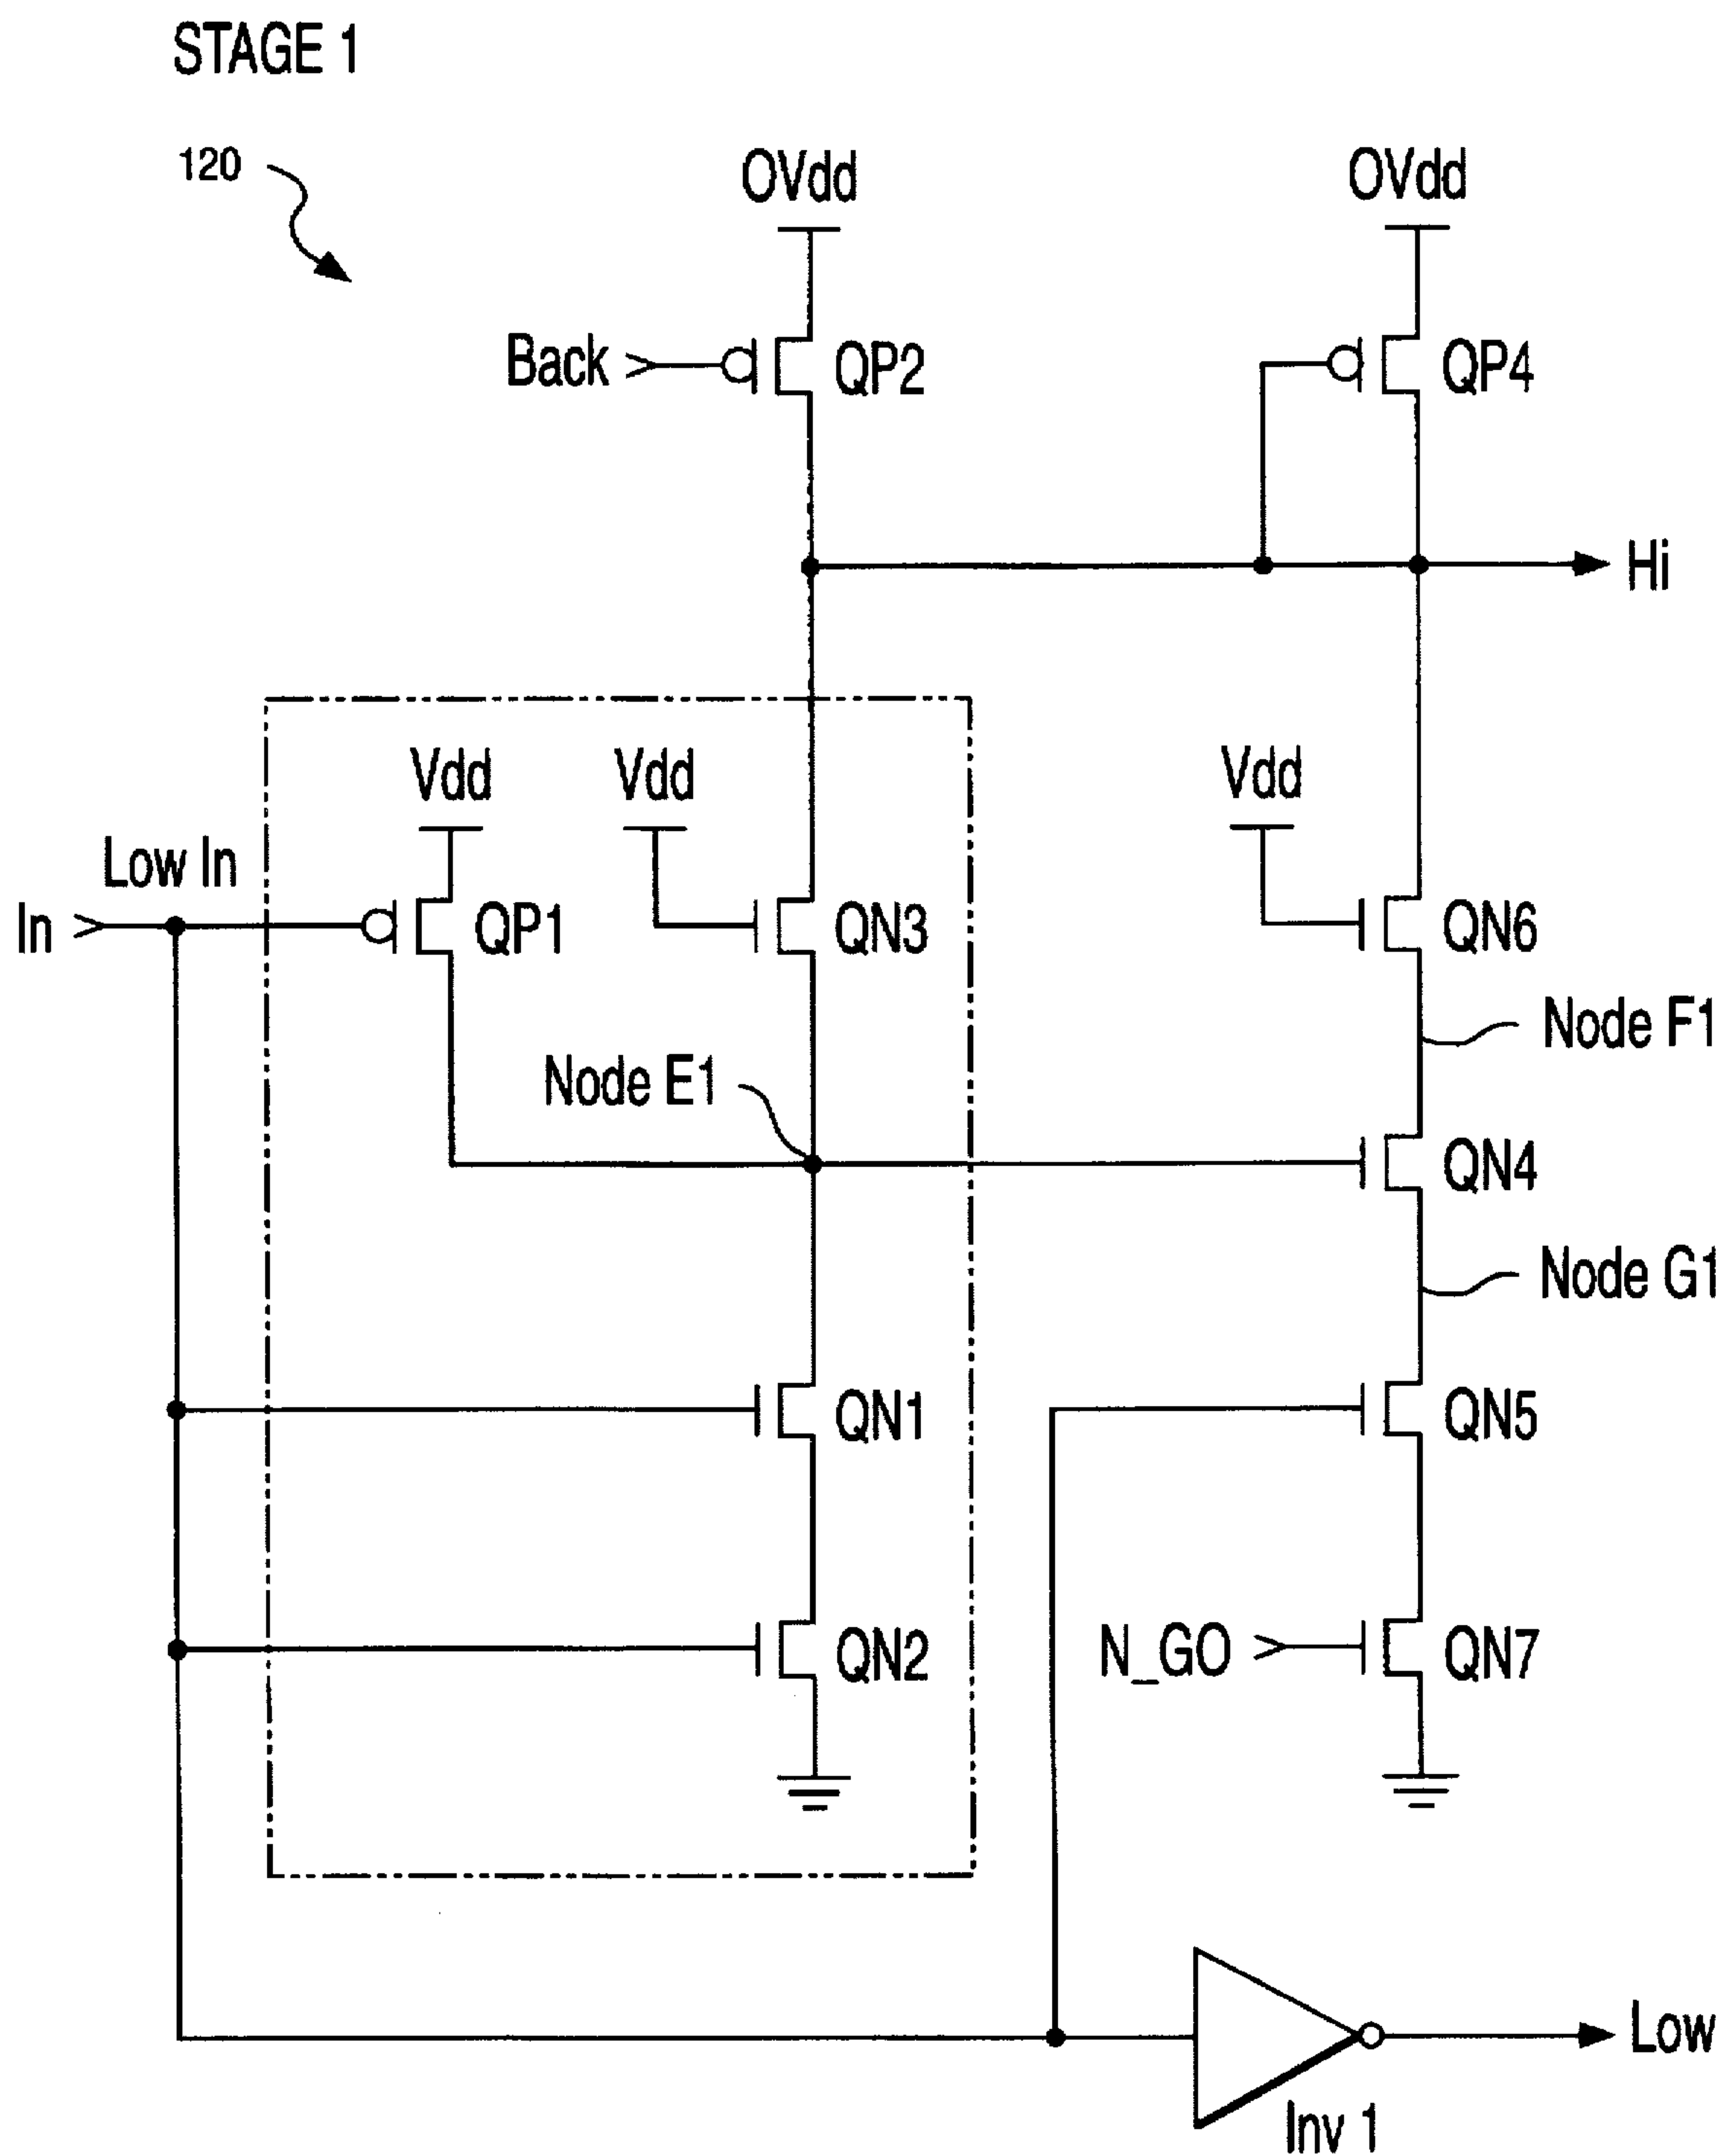 STAGE 1
120
OVdd
OVdd
Back
QP2
QP4
Hi
Vdd
Vdd
Vdd
Low In
In
QP1
QN3
QN6
Node F1
Node E1
QN4
Node G1
QN1
QN5
QN2
N_GO
QN7
Low
Inv 1